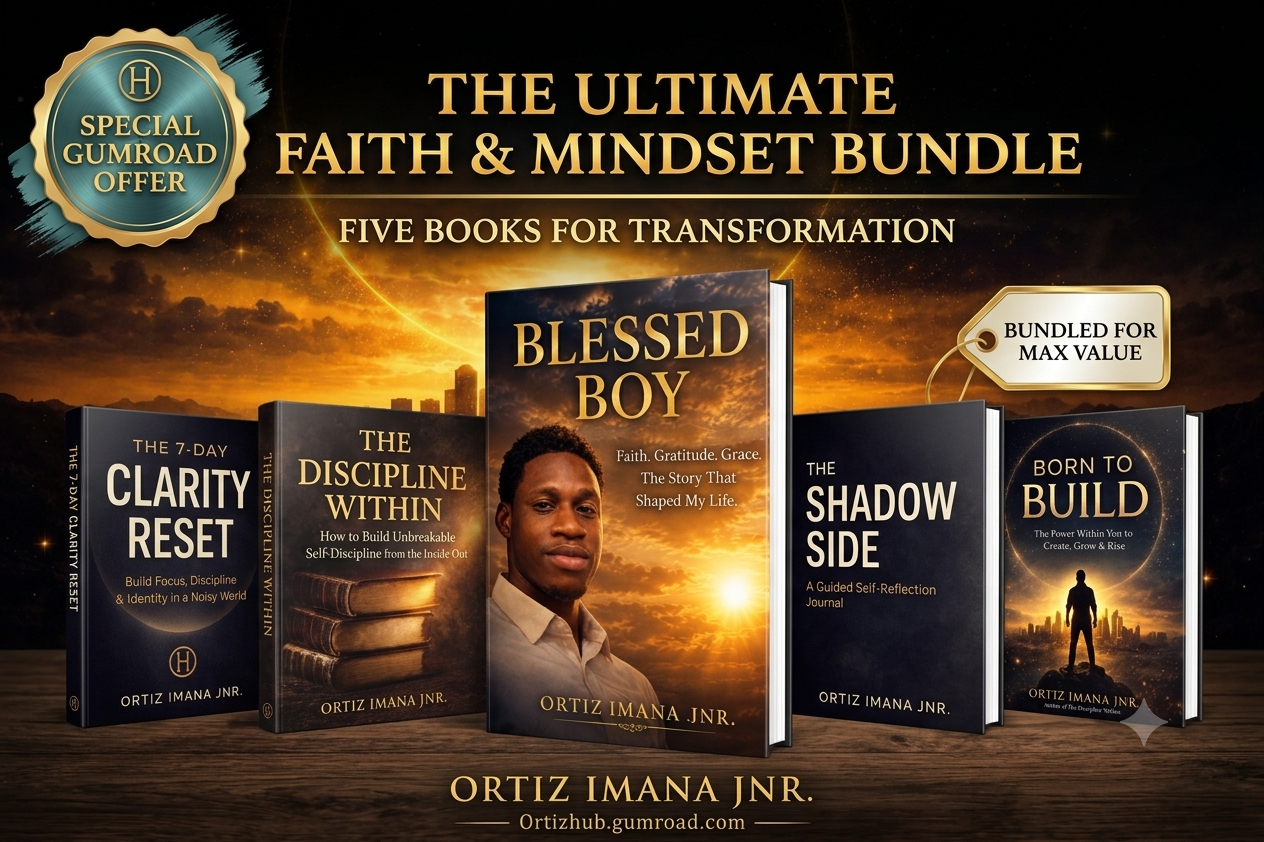 H
SPECIAL
GUMROAD
OFFER
THE ULTIMATE
FAITH & MINDSET BUNDLE
FIVE BOOKS FOR TRANSFORMATION
BUNDLED FOR
MAX VALUE
THE 7-DAY CLARITY RESET
THE 7-DAY
CLARITY
RESET
Build Focus, Discipline
& Identity in a Noisy World
H
ORTIZ IMANA JNR.
THE DISCIPLINE WITHIN
THE
DISCIPLINE
WITHIN
How to Build Unbreakable
Self-Discipline from the Inside Out
ORTIZ IMANA JNR.
BLESSED
BOY
Faith. Gratitude. Grace.
The Story That
Shaped My Life.
ORTIZ IMANA JNR.
THE
SHADOW
SIDE
A Guided Self-Reflection
Journal
ORTIZ IMANA JNR.
BORN TO
BUILD
The Power Within You to
Create, Grow & Rise
ORTIZ IMANA JNR.
Author of The Discipline Within
ORTIZ IMANA JNR.
Ortizhub.gumroad.com